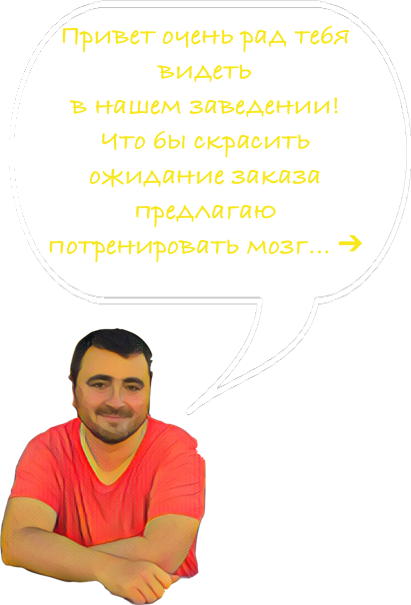 Привет очень рад тебя
видеть
в нашем заведении!
Что бы скрасить
ожидание заказа
предлагаю
потренировать мозг... ➔